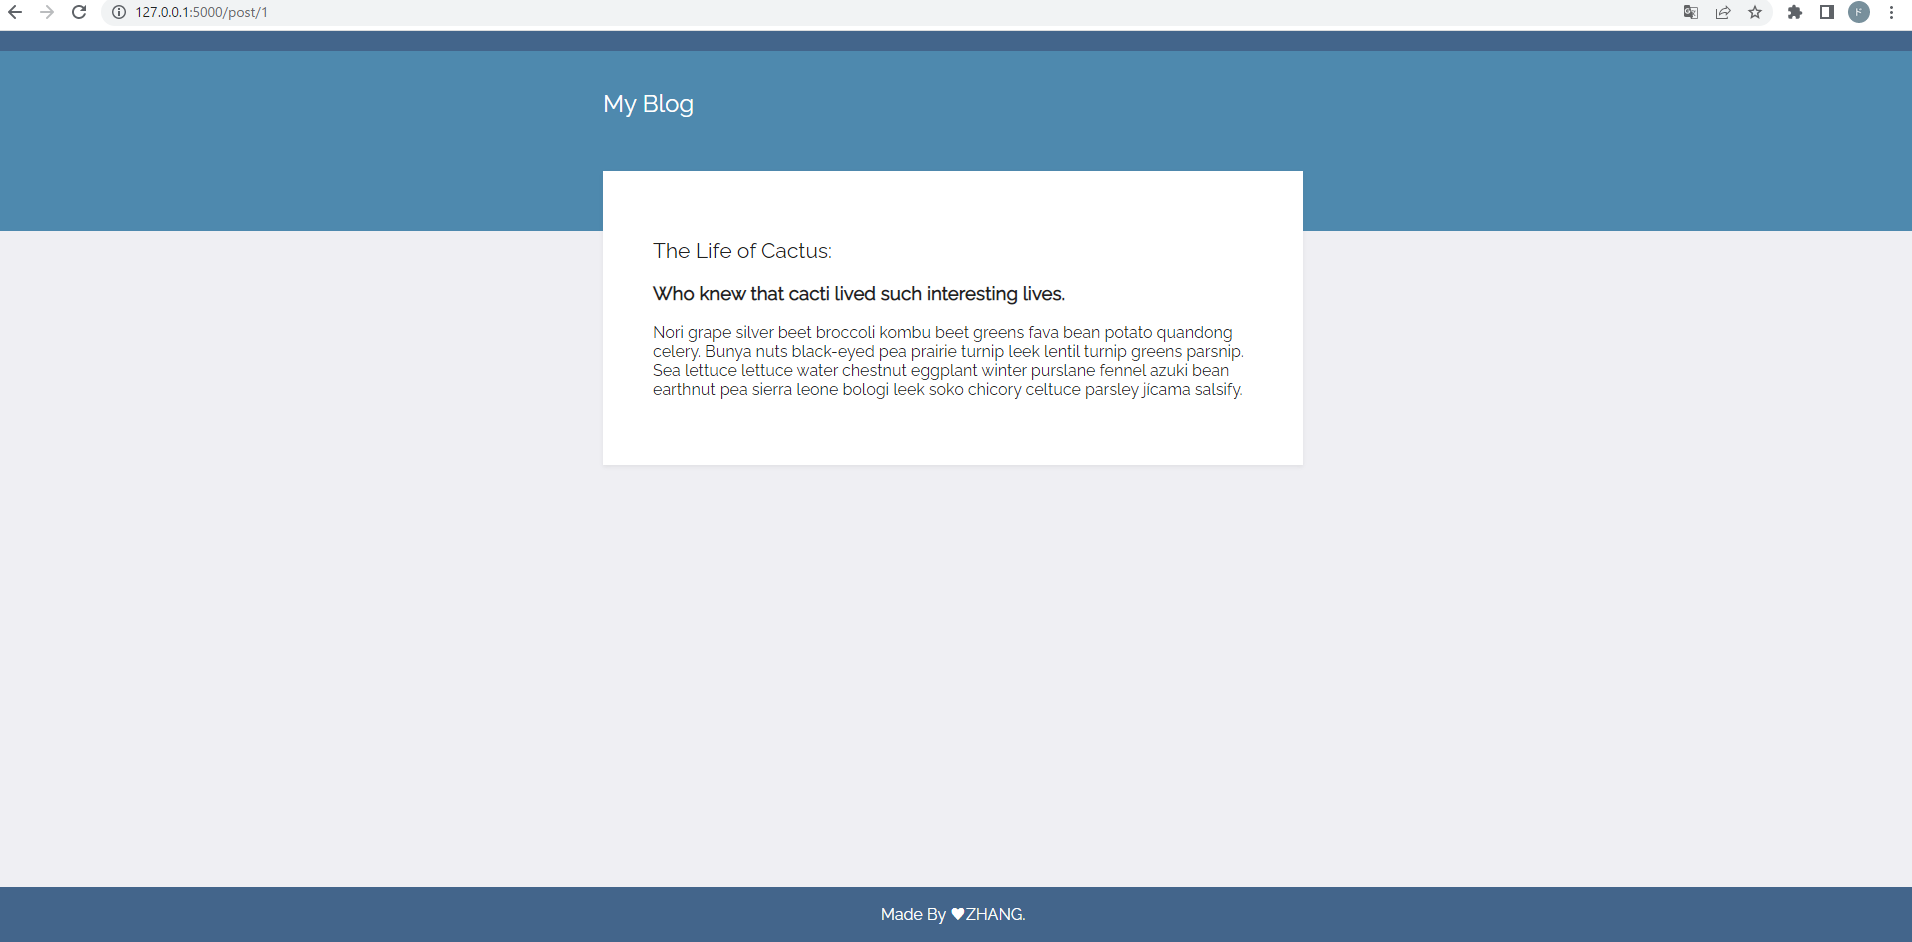 127.0.0.1:5000/post/1
My Blog
The Life of Cactus:
Who knew that cacti lived such interesting lives.
Nori grape silver beet broccoli kombu beet greens fava bean potato quandong
celery. Bunya nuts black-eyed pea prairie turnip leek lentil turnip greens parsnip.
Sea lettuce lettuce water chestnut eggplant winter purslane fennel azuki bean
earthnut pea sierra leone bologi leek soko chicory celtuce parsley jícama salsify.
Made By ♥ZHANG.